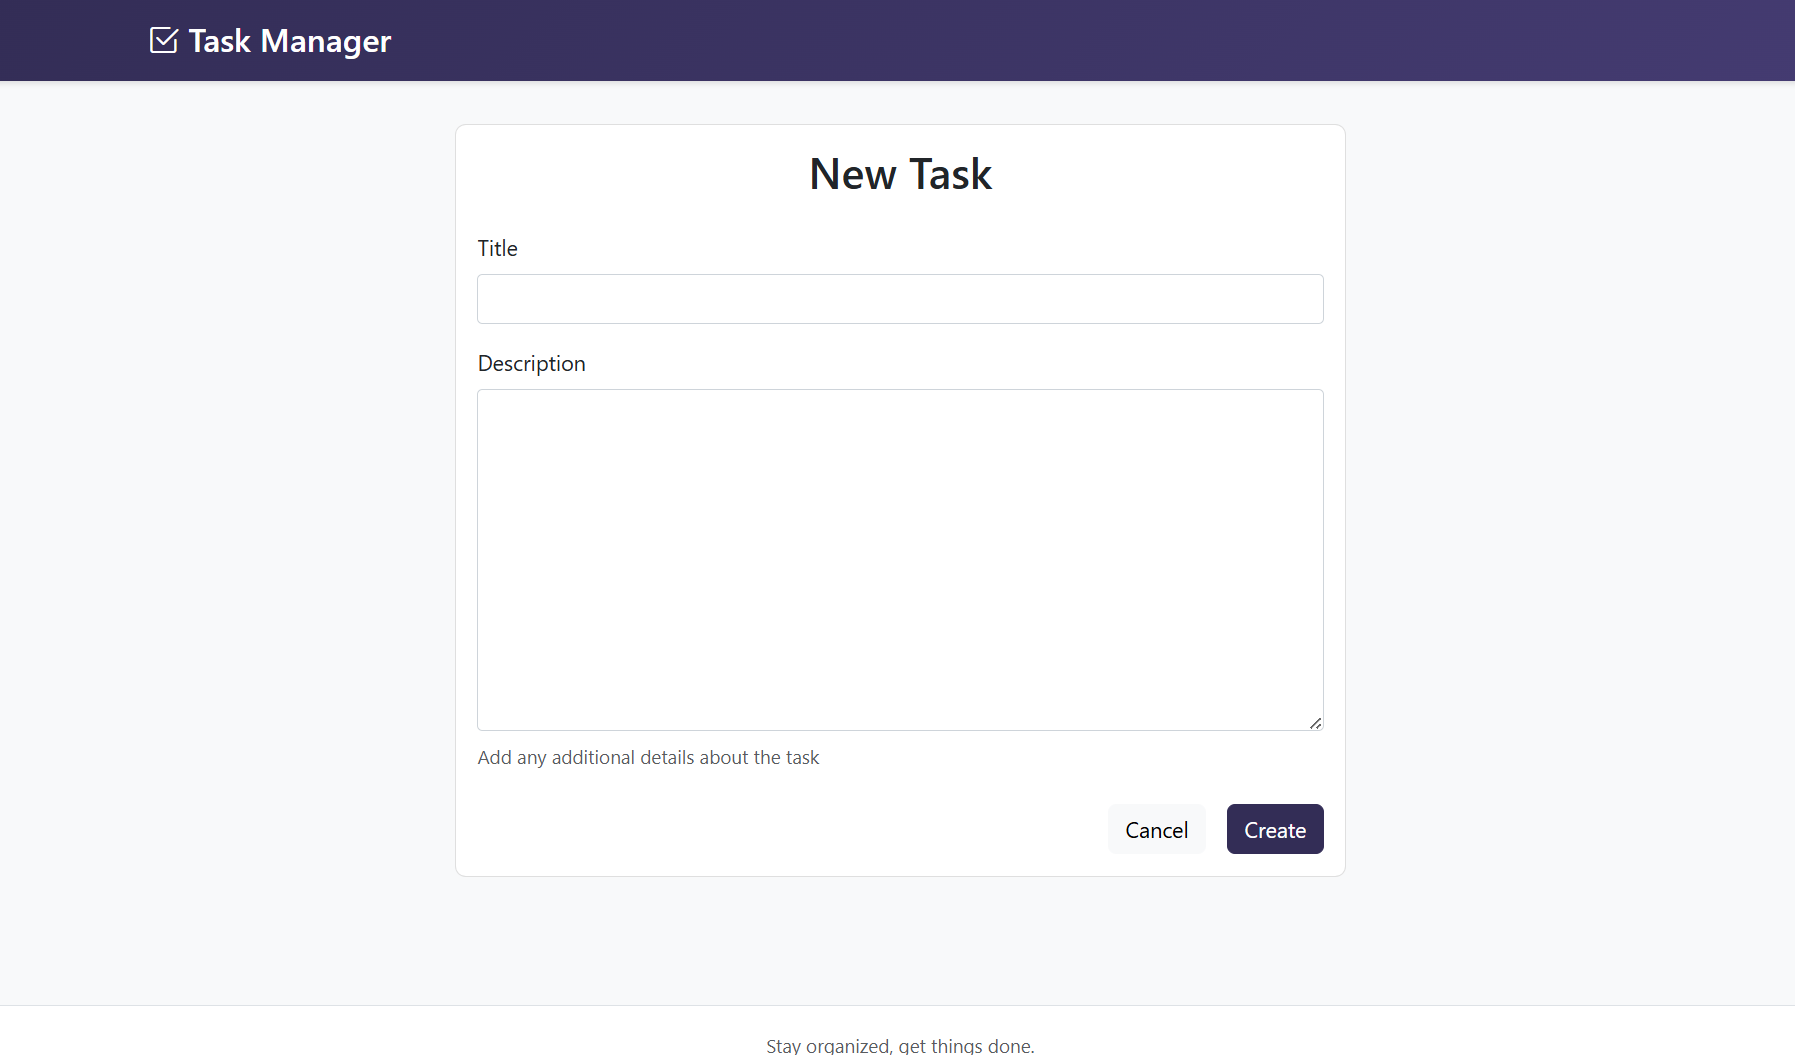 Task Manager
New Task
Title
Description
Add any additional details about the task
Cancel Create
Stay organized, get things done.